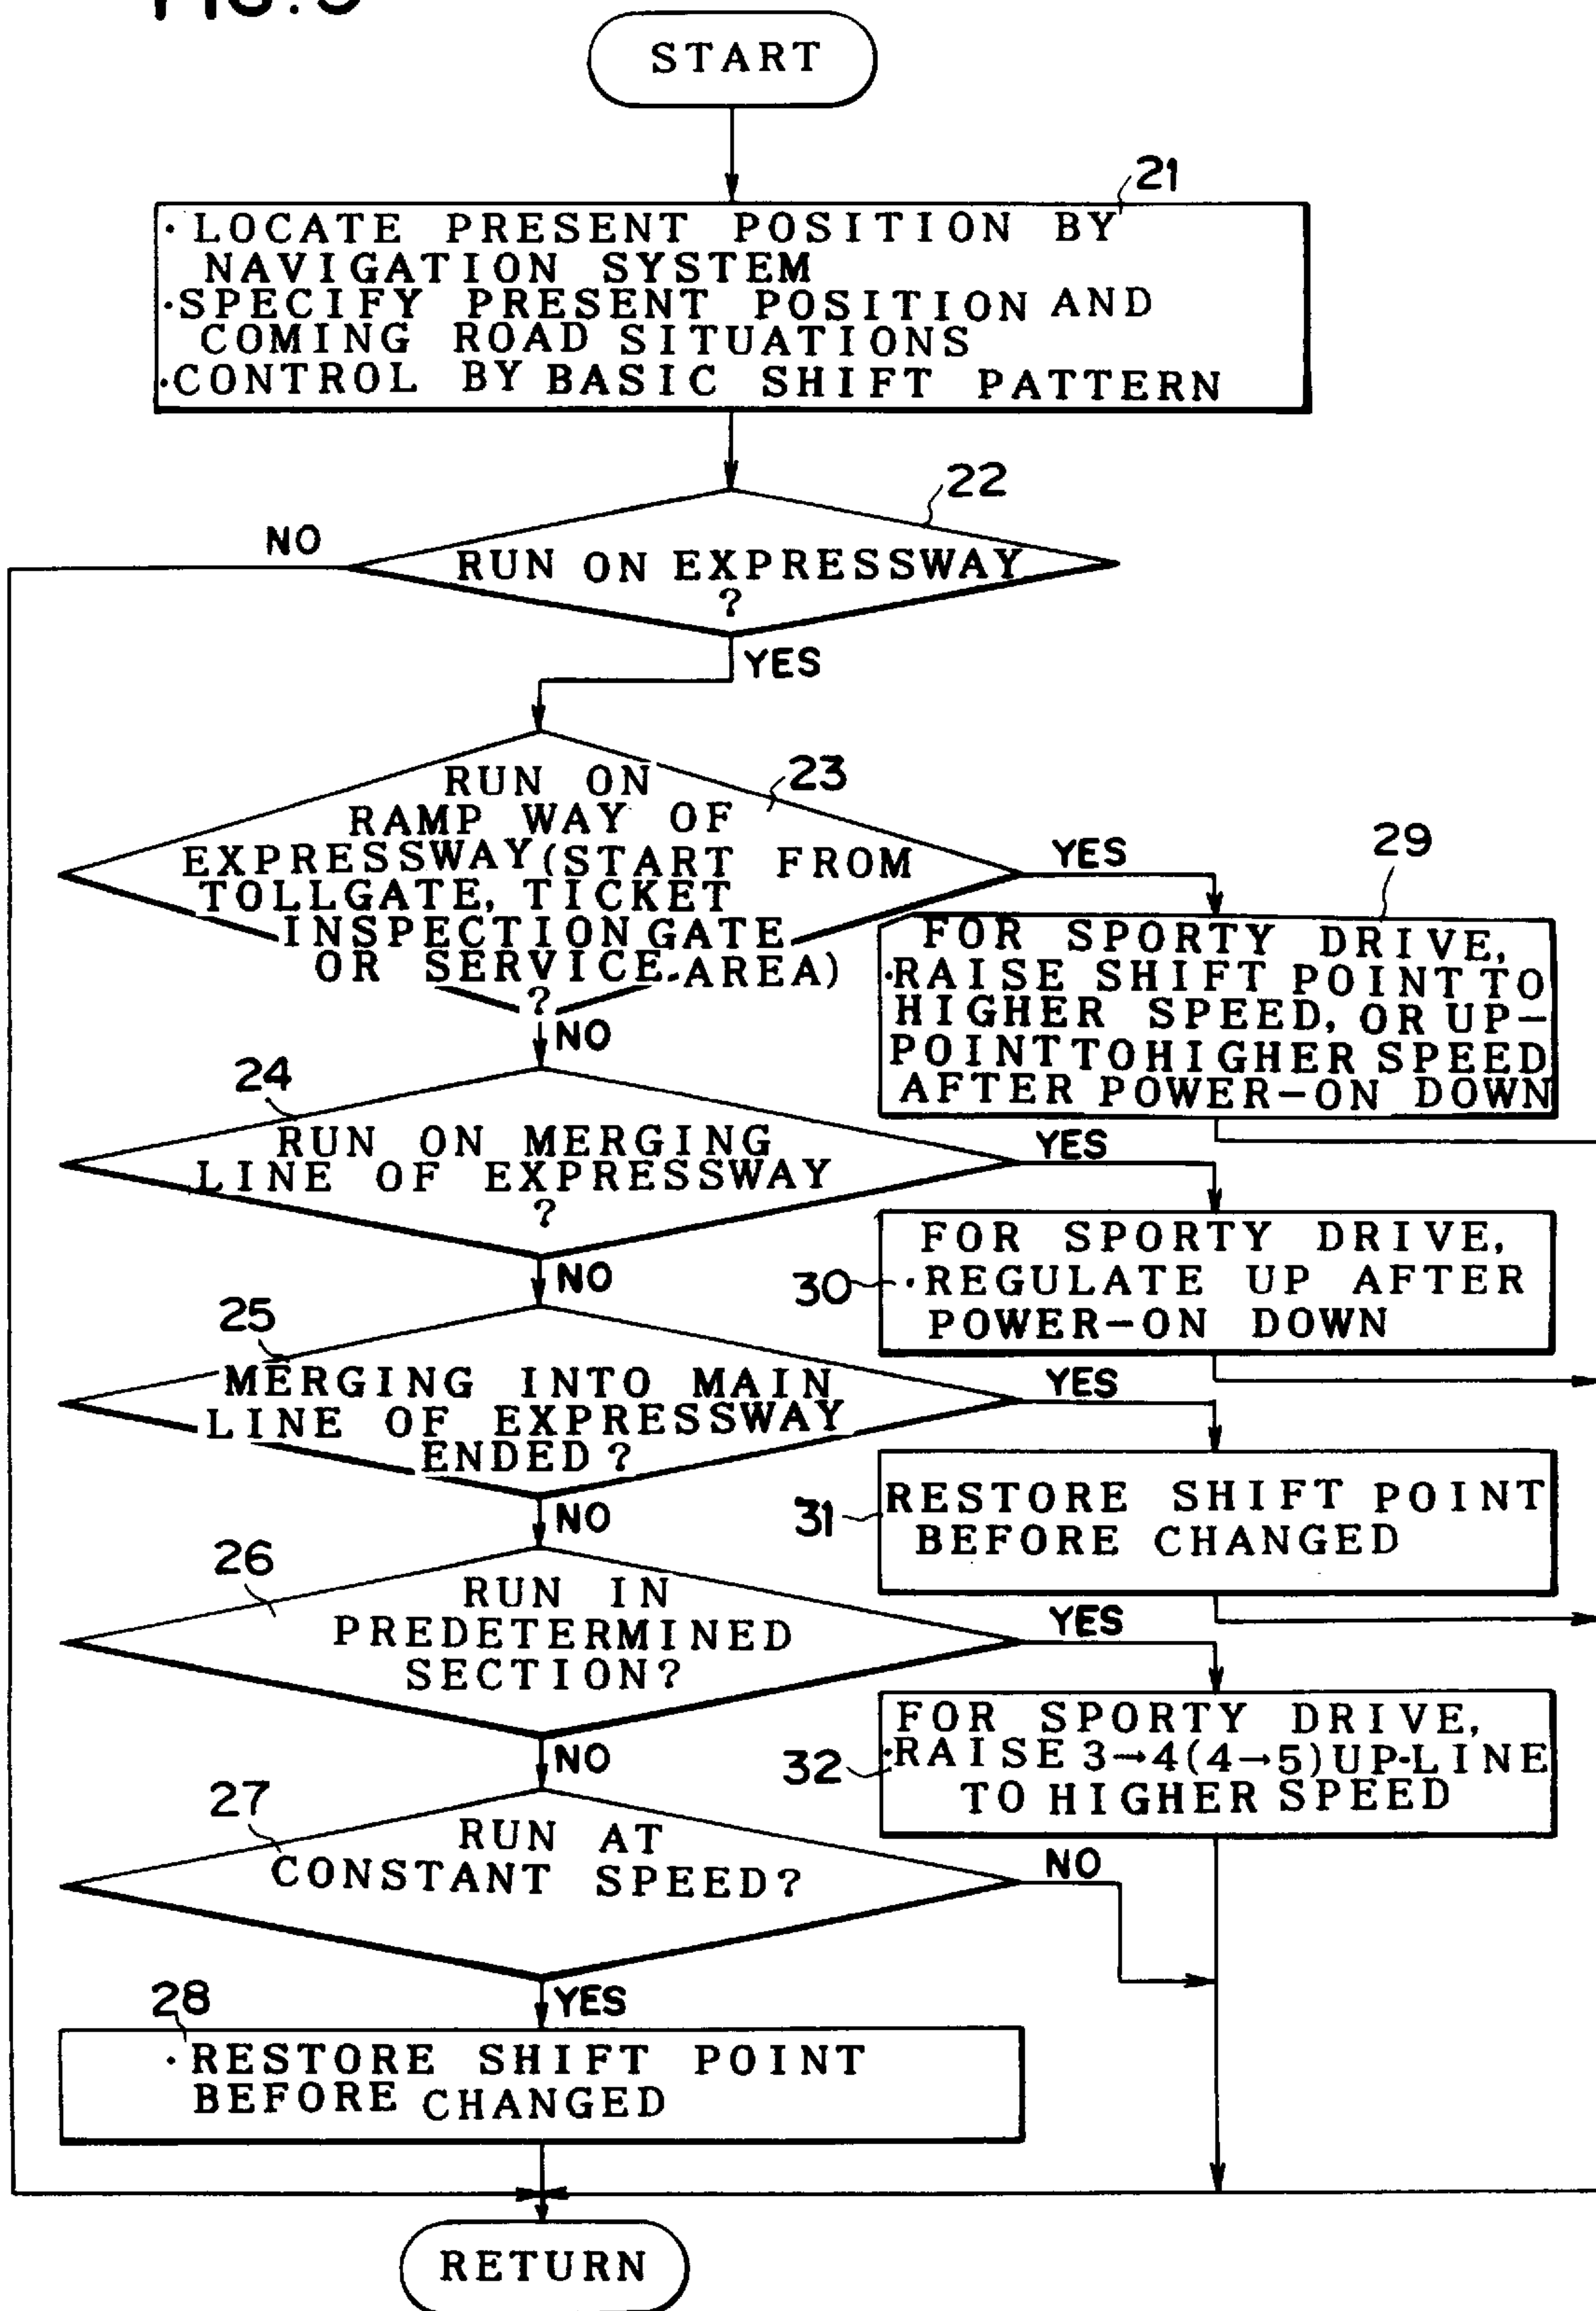 START
21
·LOCATE PRESENT POSITION BY
NAVIGATION SYSTEM
·SPECIFY PRESENT POSITION AND
COMING ROAD SITUATIONS
·CONTROL BY BASIC SHIFT PATTERN
22
NO
RUN ON EXPRESSWAY
?
YES
23
RUN ON
RAMP WAY OF
EXPRESSWAY(START FROM
TOLLGATE, TICKET
INSPECTION GATE
OR SERVICE AREA)
?
YES
NO
29
FOR SPORTY DRIVE,
·RAISE SHIFT POINT TO
HIGHER SPEED, OR UP-
POINT TO HIGHER SPEED
AFTER POWER-ON DOWN
24
RUN ON MERGING
LINE OF EXPRESSWAY
?
YES
NO
30
FOR SPORTY DRIVE,
·REGULATE UP AFTER
POWER-ON DOWN
25
MERGING INTO MAIN
LINE OF EXPRESSWAY
ENDED?
YES
NO
31
RESTORE SHIFT POINT
BEFORE CHANGED
26
RUN IN
PREDETERMINED
SECTION?
YES
NO
32
FOR SPORTY DRIVE,
·RAISE 3→4(4→5)UP-LINE
TO HIGHER SPEED
27
RUN AT
CONSTANT SPEED?
NO
YES
28
·RESTORE SHIFT POINT
BEFORE CHANGED
RETURN